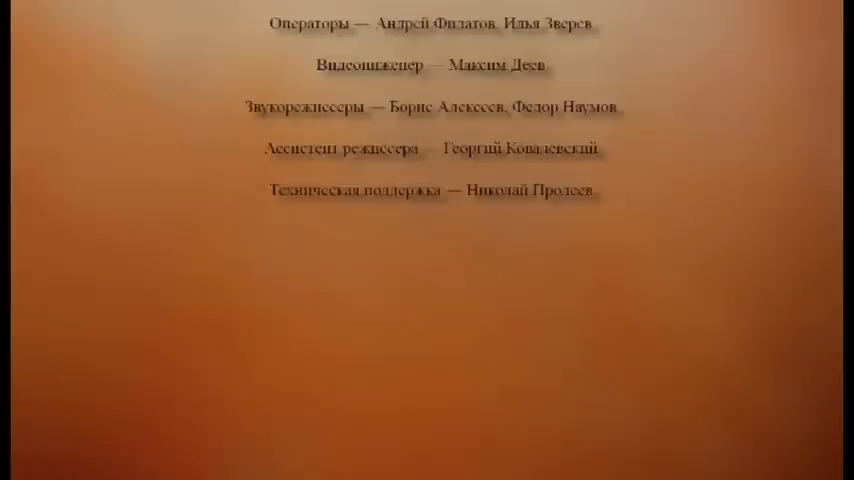 Операторы — Андрей Филатов, Илья Зверев.
Видеоинженер — Максим Деев.
Звукорежиссеры — Борис Алексеев, Федор Наумов.
Ассистент режиссера — Георгий Ковалевский.
Техническая поддержка — Николай Пролеев.